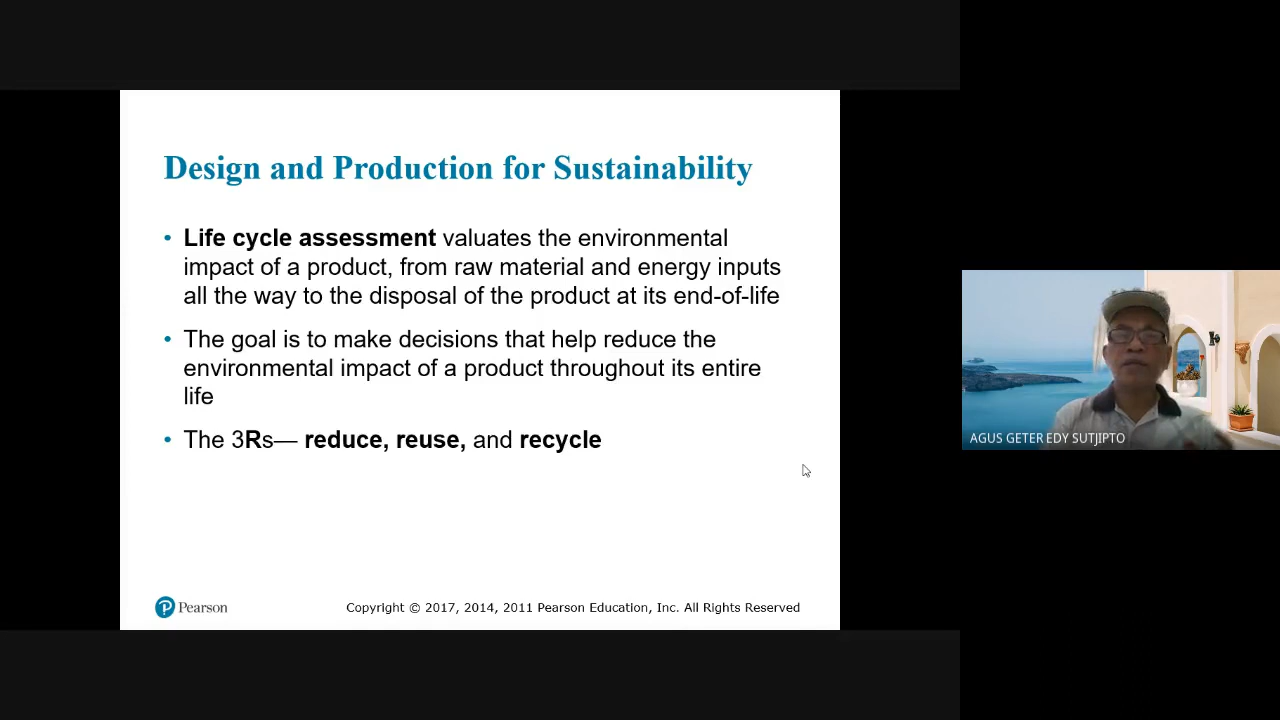 Design and Production for Sustainability
• Life cycle assessment valuates the environmental
impact of a product, from raw material and energy inputs
all the way to the disposal of the product at its end-of-life
• The goal is to make decisions that help reduce the
environmental impact of a product throughout its entire
life
• The 3Rs— reduce, reuse, and recycle
Pearson
Copyright © 2017, 2014, 2011 Pearson Education, Inc. All Rights Reserved
AGUS GETER EDY SUTJIPTO